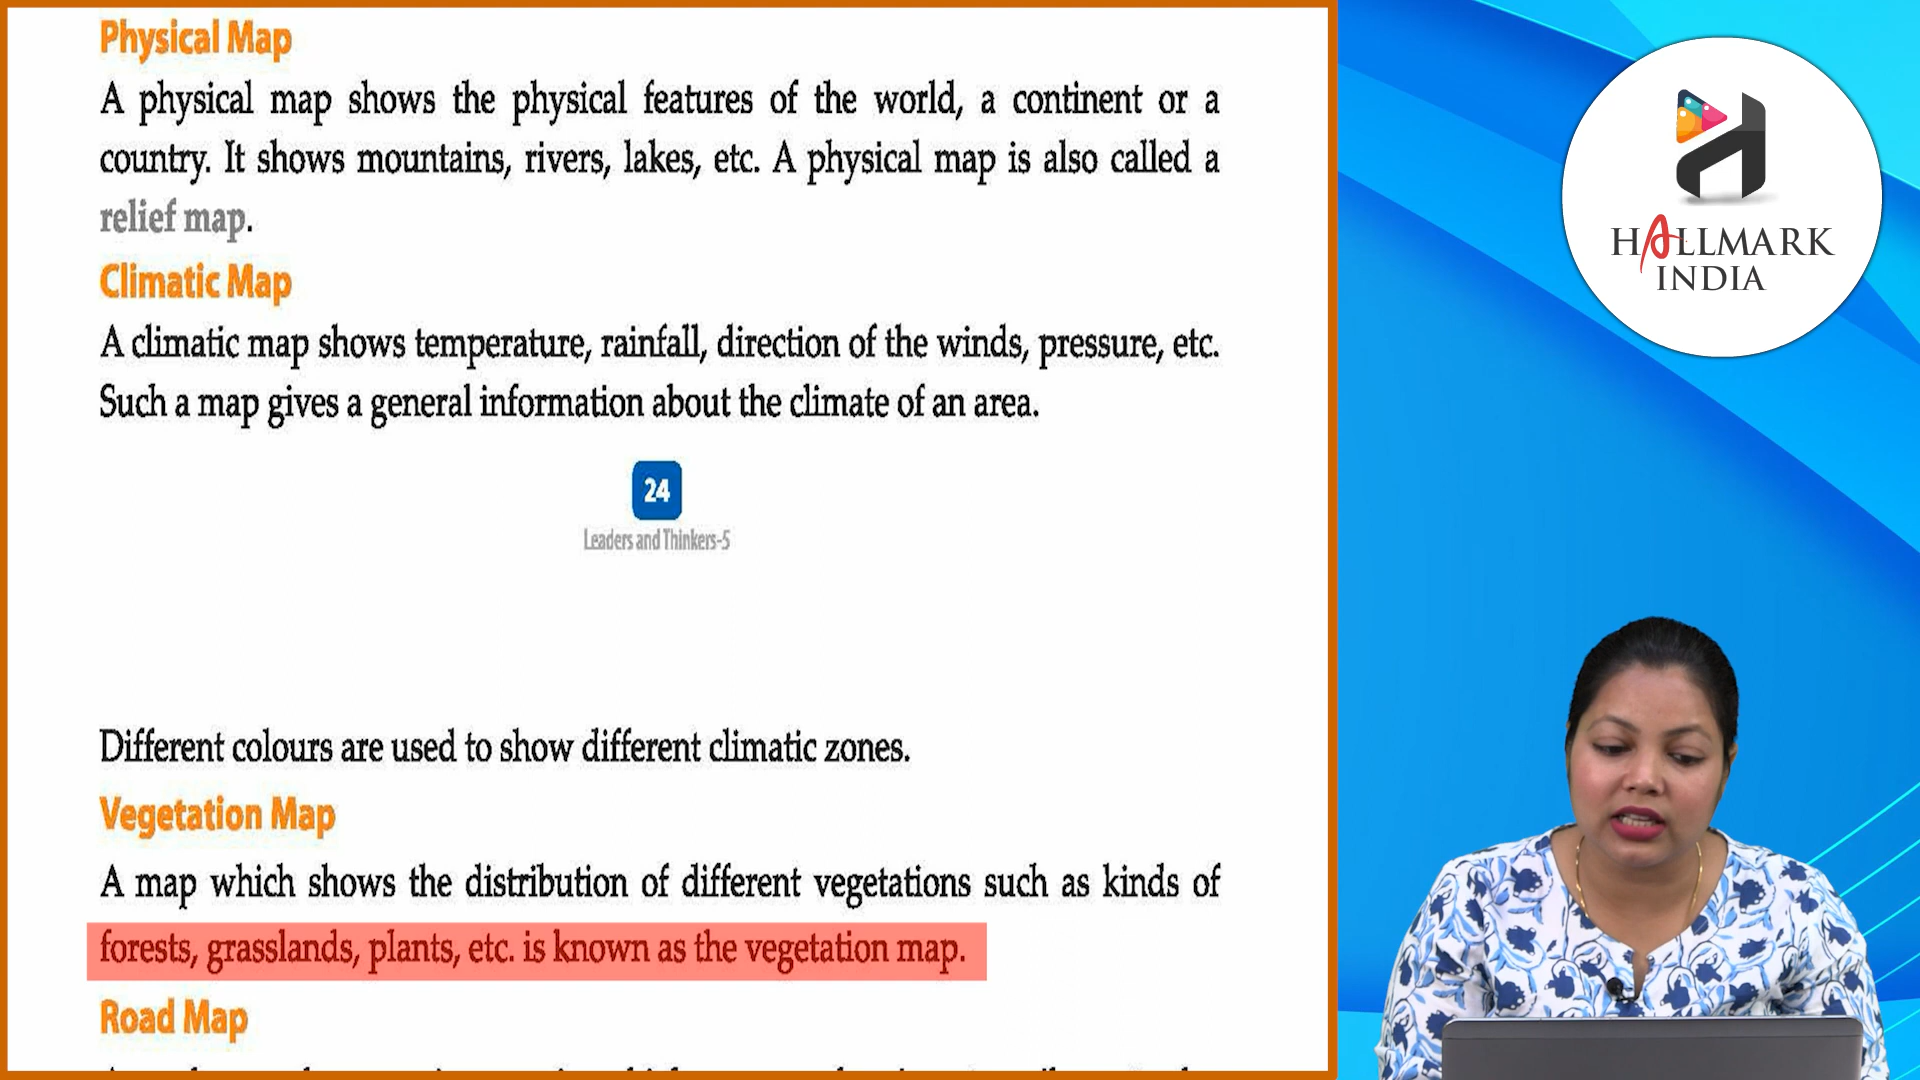 Physical Map
A physical map shows the physical features of the world, a continent or a
country. It shows mountains, rivers, lakes, etc. A physical map is also called a
relief map.
Climatic Map
A climatic map shows temperature, rainfall, direction of the winds, pressure, etc.
Such a map gives a general information about the climate of an area.
24
Leaders and Thinkers-5
Different colours are used to show different climatic zones.
Vegetation Map
A map which shows the distribution of different vegetations such as kinds of
forests, grasslands, plants, etc. is known as the vegetation map.
Road Map
HALLMARK
INDIA